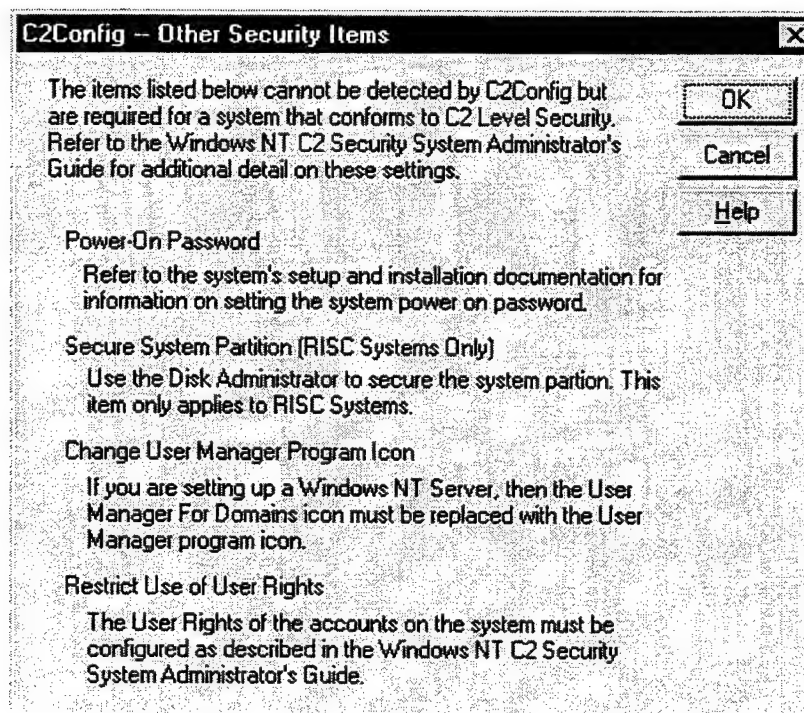 C2Config -- Other Security Items
The items listed below cannot be detected by C2Config but
are required for a system that conforms to C2 Level Security.
Refer to the Windows NT C2 Security System Administrator's
Guide for additional detail on these settings.
OK
Cancel
Help
Power-On Password
Refer to the system's setup and installation documentation for
information on setting the system power on password.
Secure System Partition (RISC Systems Only)
Use the Disk Administrator to secure the system partion. This
item only applies to RISC Systems.
Change User Manager Program Icon
If you are setting up a Windows NT Server, then the User
Manager For Domains icon must be replaced with the User
Manager program icon.
Restrict Use of User Rights
The User Rights of the accounts on the system must be
configured as described in the Windows NT C2 Security
System Administrator's Guide.